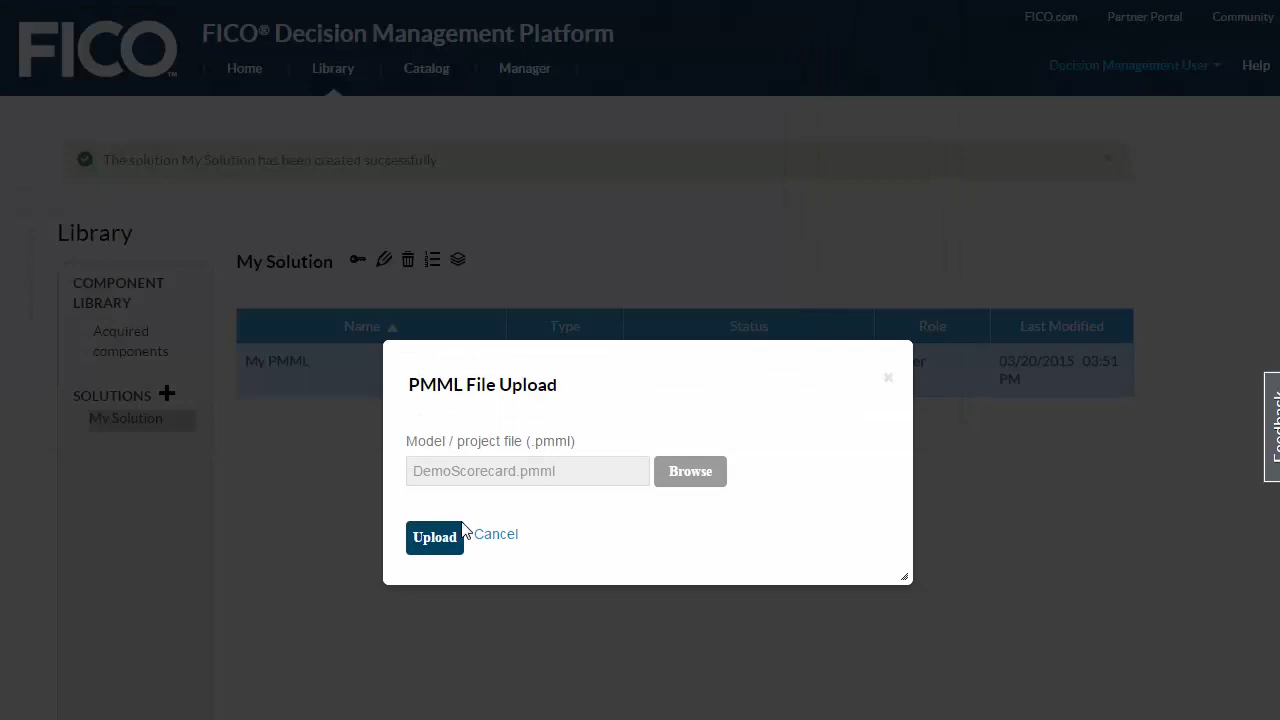 FICO™
FICO® Decision Management Platform
FICO.com Partner Portal Community
Home Library Catalog Manager
Decision Management User Help
The solution My Solution has been created successfully
Library
COMPONENT
LIBRARY
Acquired
components
SOLUTIONS
My Solution
My Solution
Name Type Status Role Last Modified
My PMML 03/20/2015 03:51
PM
PMML File Upload
Model / project file (.pmml)
DemoScorecard.pmml Browse
Upload Cancel
Feedback